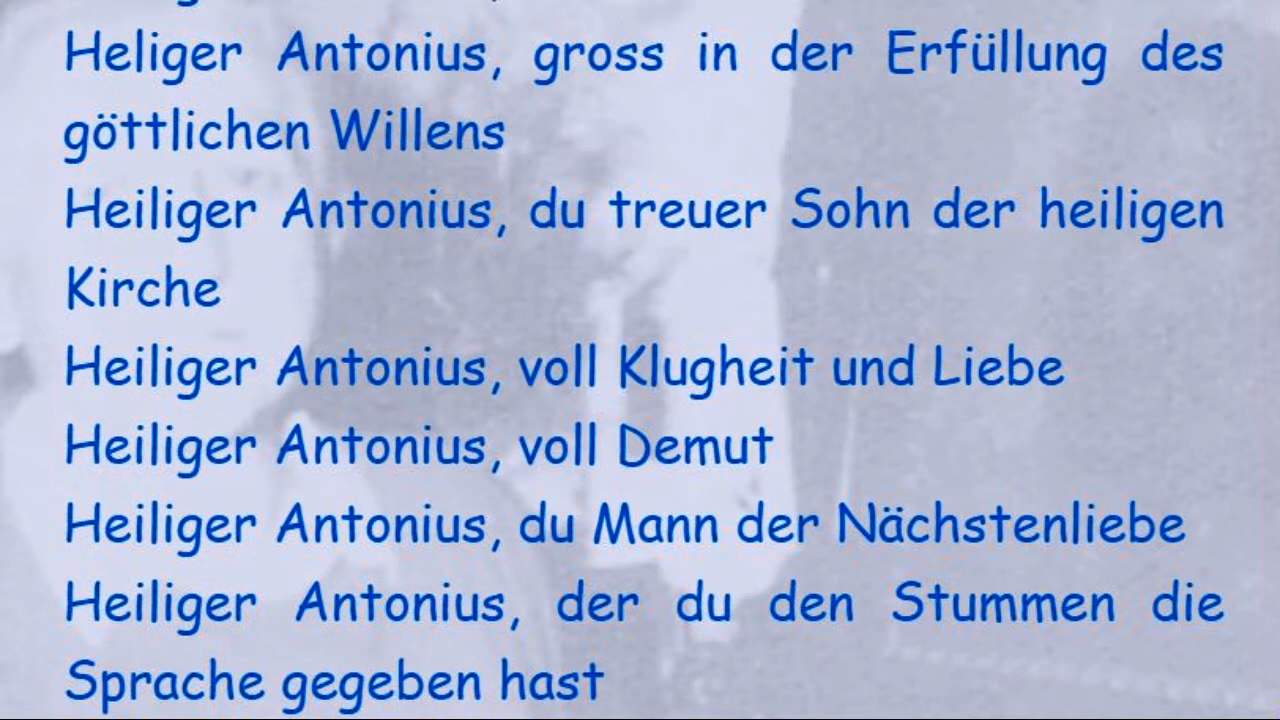 Heliger Antonius, gross in der Erfüllung des
göttlichen Willens
Heiliger Antonius, du treuer Sohn der heiligen
Kirche
Heiliger Antonius, voll Klugheit und Liebe
Heiliger Antonius, voll Demut
Heiliger Antonius, du Mann der Nächstenliebe
Heiliger Antonius, der du den Stummen die
Sprache gegeben hast